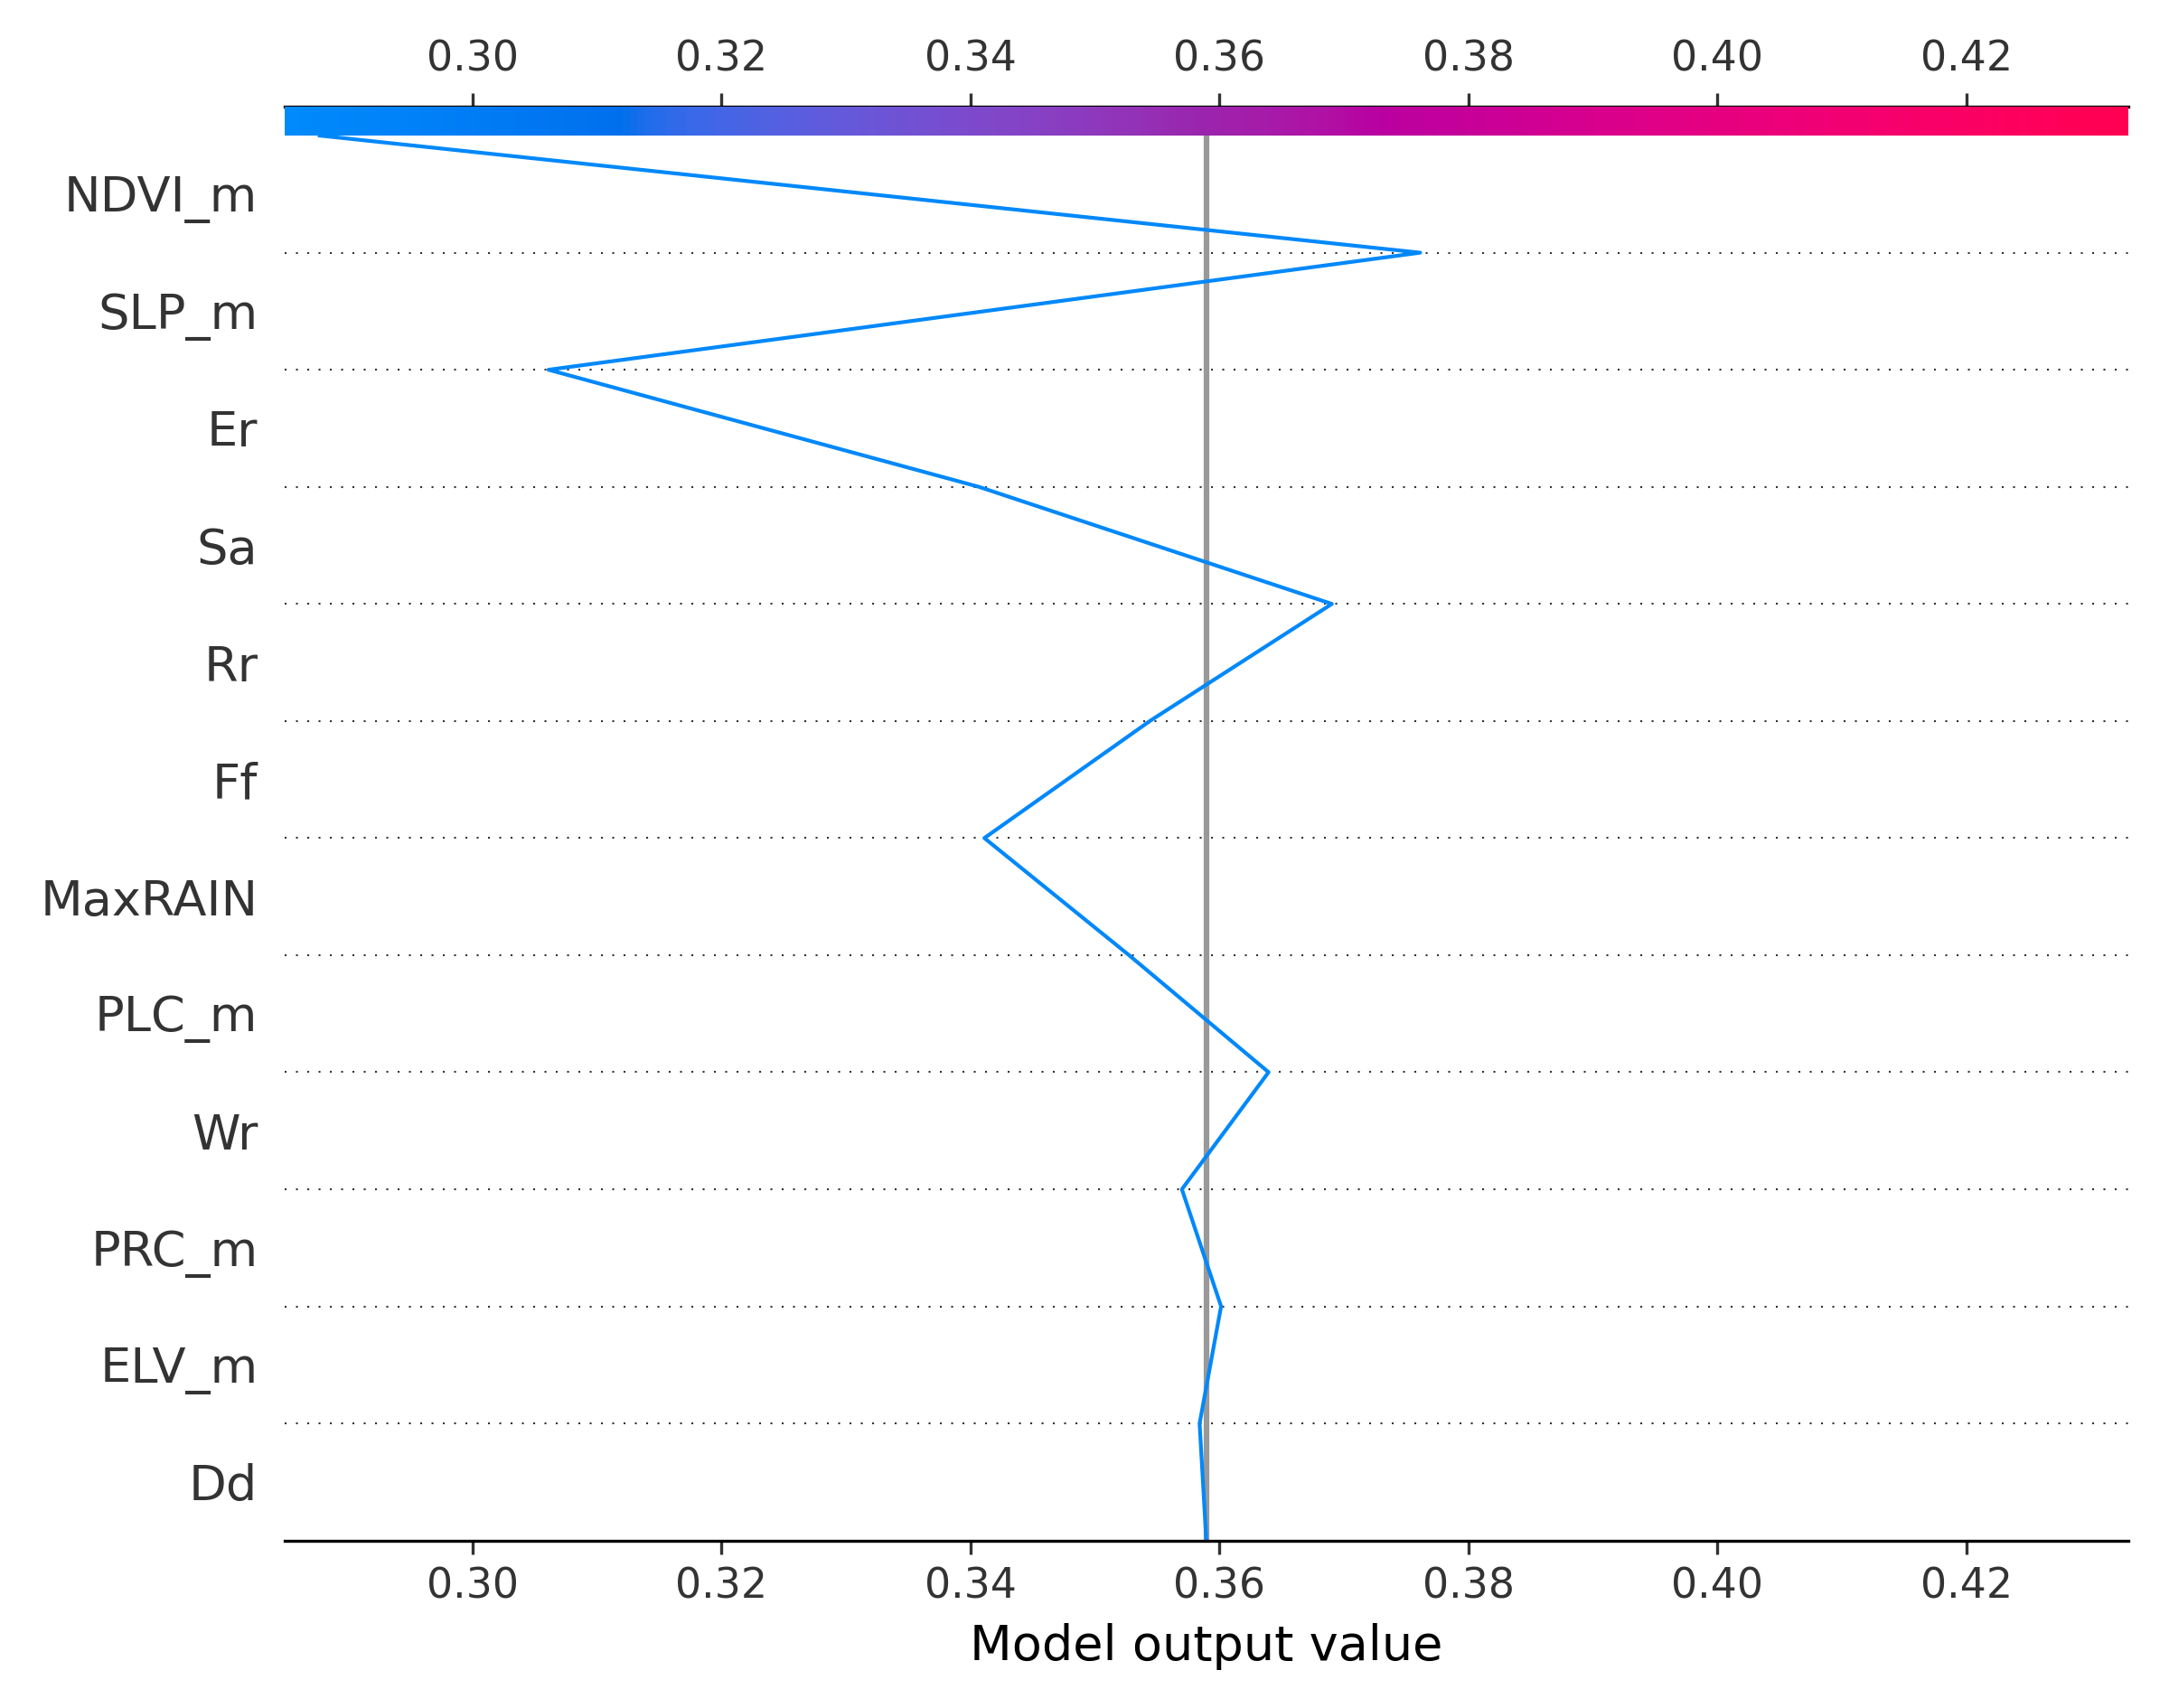 0.30 0.32 0.34 0.36 0.38 0.40 0.42
NDVI_m
SLP_m
Er
Sa
Rr
Ff
MaxRAIN
PLC_m
Wr
PRC_m
ELV_m
Dd
0.30 0.32 0.34 0.36 0.38 0.40 0.42
Model output value